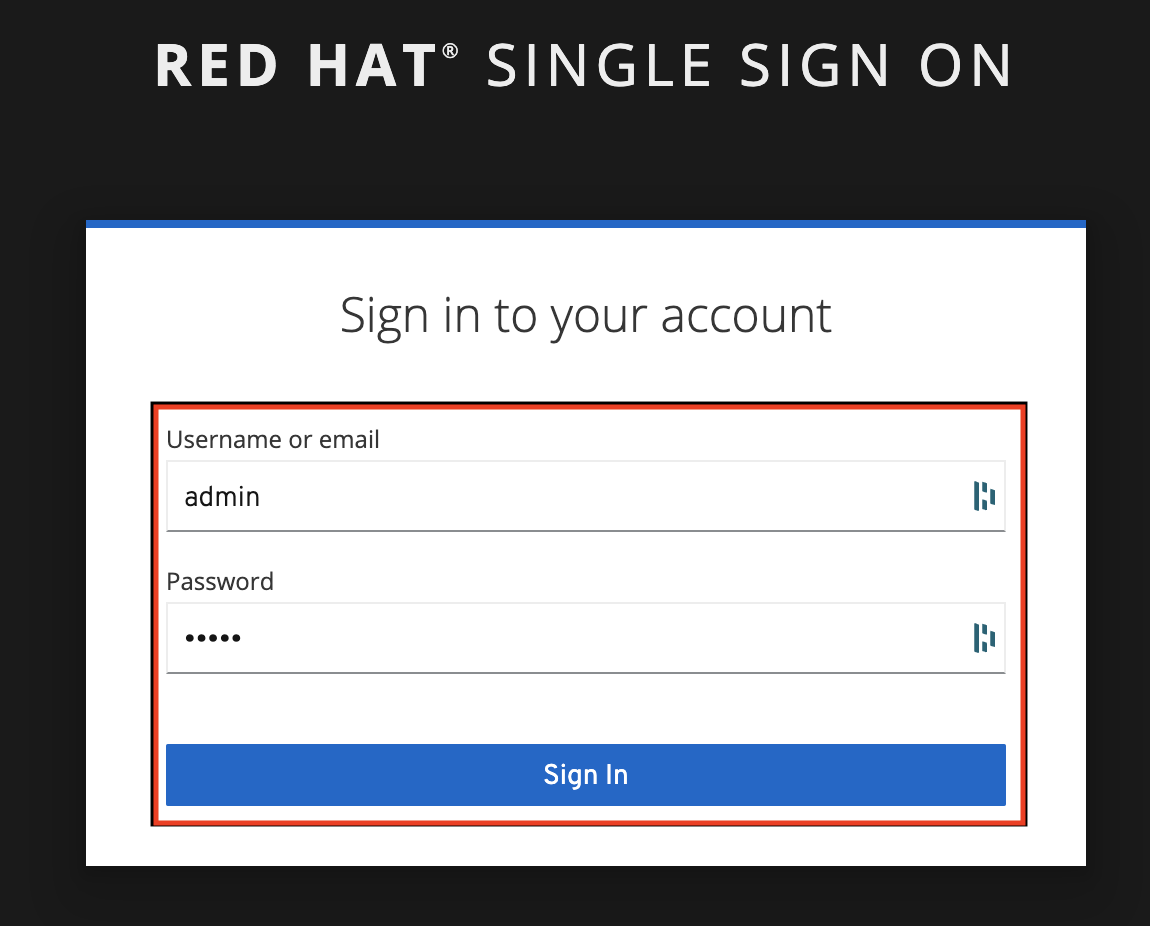 RED HAT® SINGLE SIGN ON
Sign in to your account
Username or email
admin
Password
•••••
Sign In